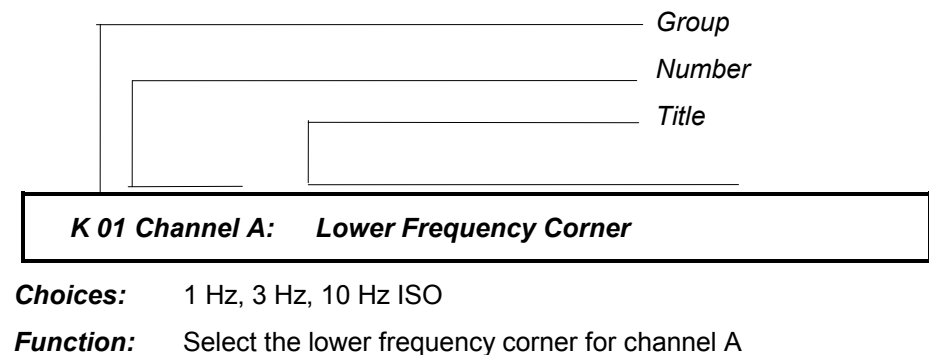 Group
Number
Title
K 01 Channel A: Lower Frequency Corner
Choices: 1 Hz, 3 Hz, 10 Hz ISO
Function: Select the lower frequency corner for channel A